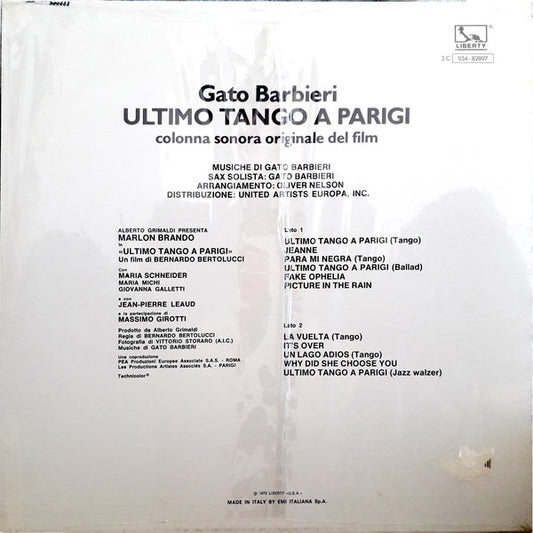 LIBERTY
3 C 054 - 82897
Gato Barbieri
ULTIMO TANGO A PARIGI
colonna sonora originale del film
MUSICHE DI GATO BARBIERI
SAX SOLISTA: GATO BARBIERI
ARRANGIAMENTO: OLIVER NELSON
DISTRIBUZIONE: UNITED ARTISTS EUROPA, INC.
ALBERTO GRIMALDI PRESENTA
MARLON BRANDO
in
«ULTIMO TANGO A PARIGI»
Un film di BERNARDO BERTOLUCCI
Con
MARIA SCHNEIDER
MARIA MICHI
GIOVANNA GALLETTI
e con
JEAN-PIERRE LEAUD
e la partecipazione di
MASSIMO GIROTTI
Prodotto da Alberto Grimaldi
Regia di BERNARDO BERTOLUCCI
Fotografia di VITTORIO STORARO (A.I.C.)
Musiche di GATO BARBIERI
Una coproduzione
PEA Produzioni Europee Associate S.A.S. - ROMA
Les Productions Artistes Associés S.A. - PARIGI
Technicolor®
Lato 1
ULTIMO TANGO A PARIGI (Tango)
JEANNE
PARA MI NEGRA (Tango)
ULTIMO TANGO A PARIGI (Ballad)
FAKE OPHELIA
PICTURE IN THE RAIN
Lato 2
LA VUELTA (Tango)
IT'S OVER
UN LAGO ADIOS (Tango)
WHY DID SHE CHOOSE YOU
ULTIMO TANGO A PARIGI (Jazz walzer)
℗ 1972 LIBERTY «U.S.A.»
MADE IN ITALY BY EMI ITALIANA S.p.A.